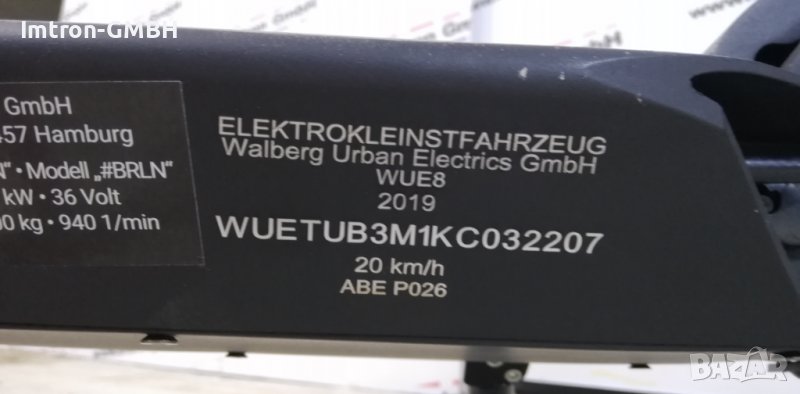 Imtron-GMBH
GmbH
457 Hamburg
Modell „#BRLN“
kW • 36 Volt
kg • 940 1/min
ELEKTROKLEINSTFAHRZEUG
Walberg Urban Electrics GmbH
WUE8
2019
WUETUB3M1KC032207
20 km/h
ABE P026
BAZAR